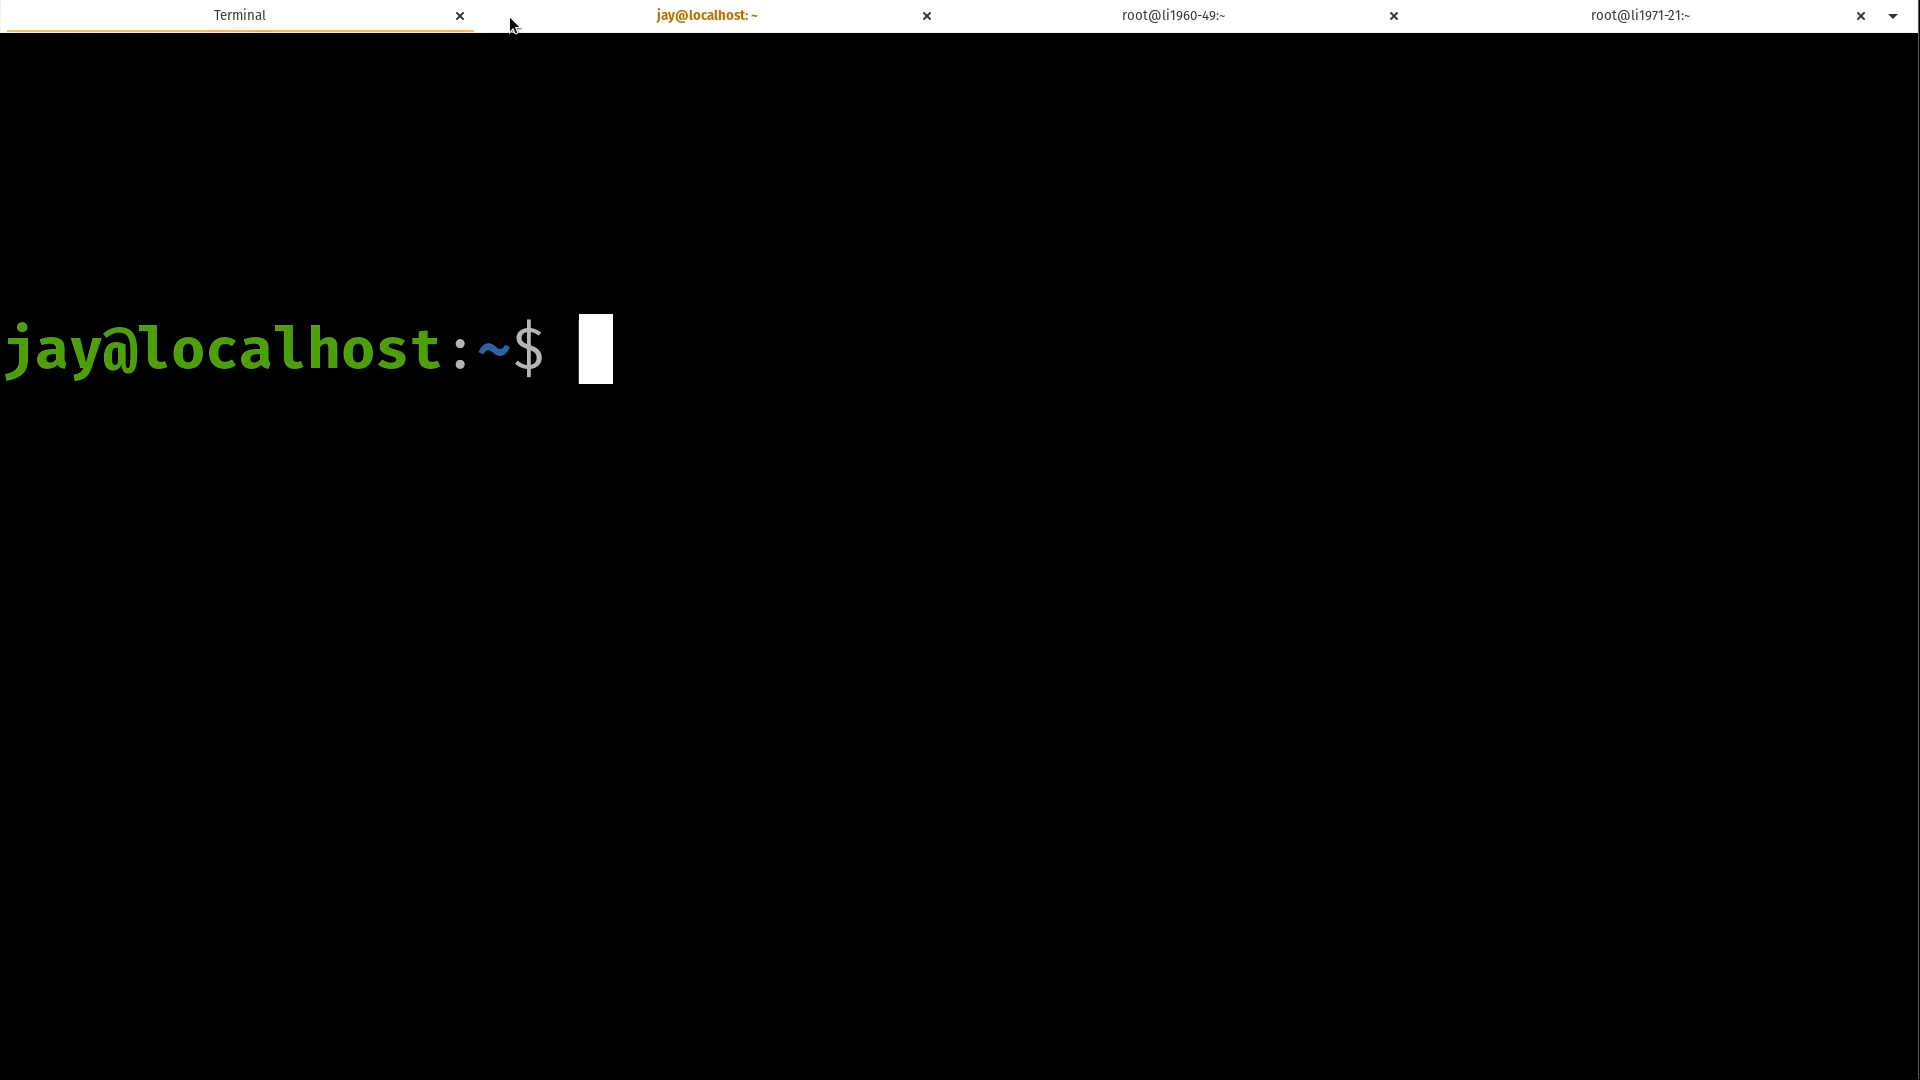 Terminal
jay@localhost: ~
root@li1960-49:~
root@li1971-21:~
jay@localhost:~$